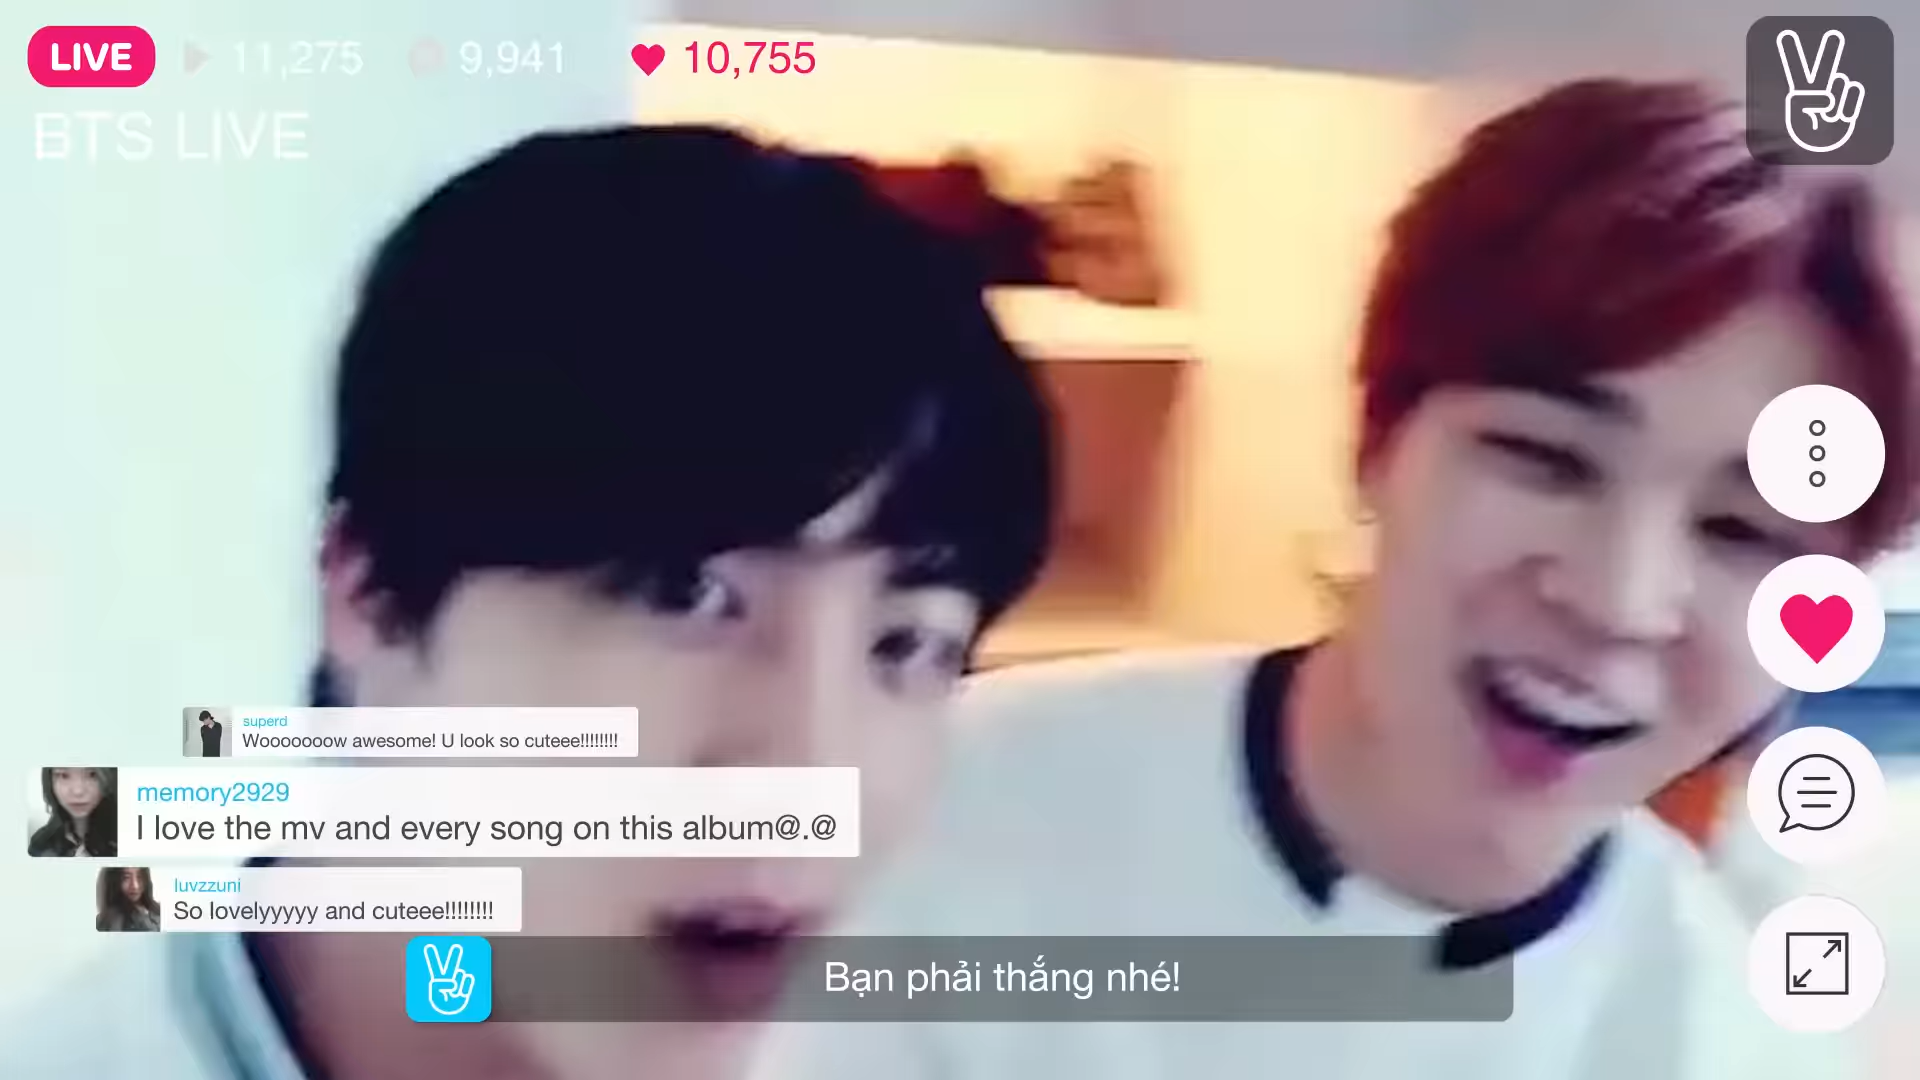 LIVE 11,275 9,941 10,755
BTS LIVE
superd
Wooooooow awesome! U look so cuteee!!!!!!!!
memory2929
I love the mv and every song on this album@.@
luvzzuni
So lovelyyyyy and cuteee!!!!!!!!
Bạn phải thắng nhé!